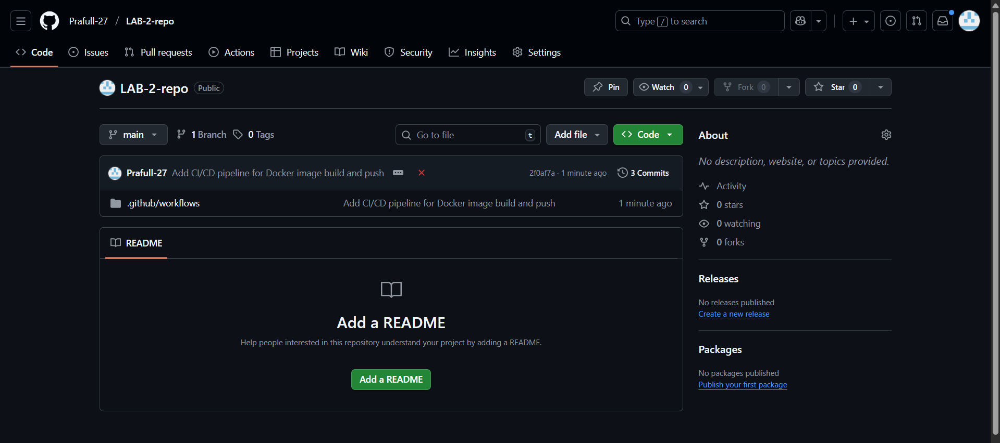 Prafull-27 / LAB-2-repo
Type / to search
Code Issues Pull requests Actions Projects Wiki Security Insights Settings
LAB-2-repo Public
Pin Watch 0 Fork 0 Star 0
main 1 Branch 0 Tags Go to file t Add file Code
Prafull-27 Add CI/CD pipeline for Docker image build and push 2f0af7a · 1 minute ago 3 Commits
.github/workflows Add CI/CD pipeline for Docker image build and push 1 minute ago
README
Add a README
Help people interested in this repository understand your project by adding a README.
Add a README
About
No description, website, or topics provided.
Activity
0 stars
0 watching
0 forks
Releases
No releases published
Create a new release
Packages
No packages published
Publish your first package